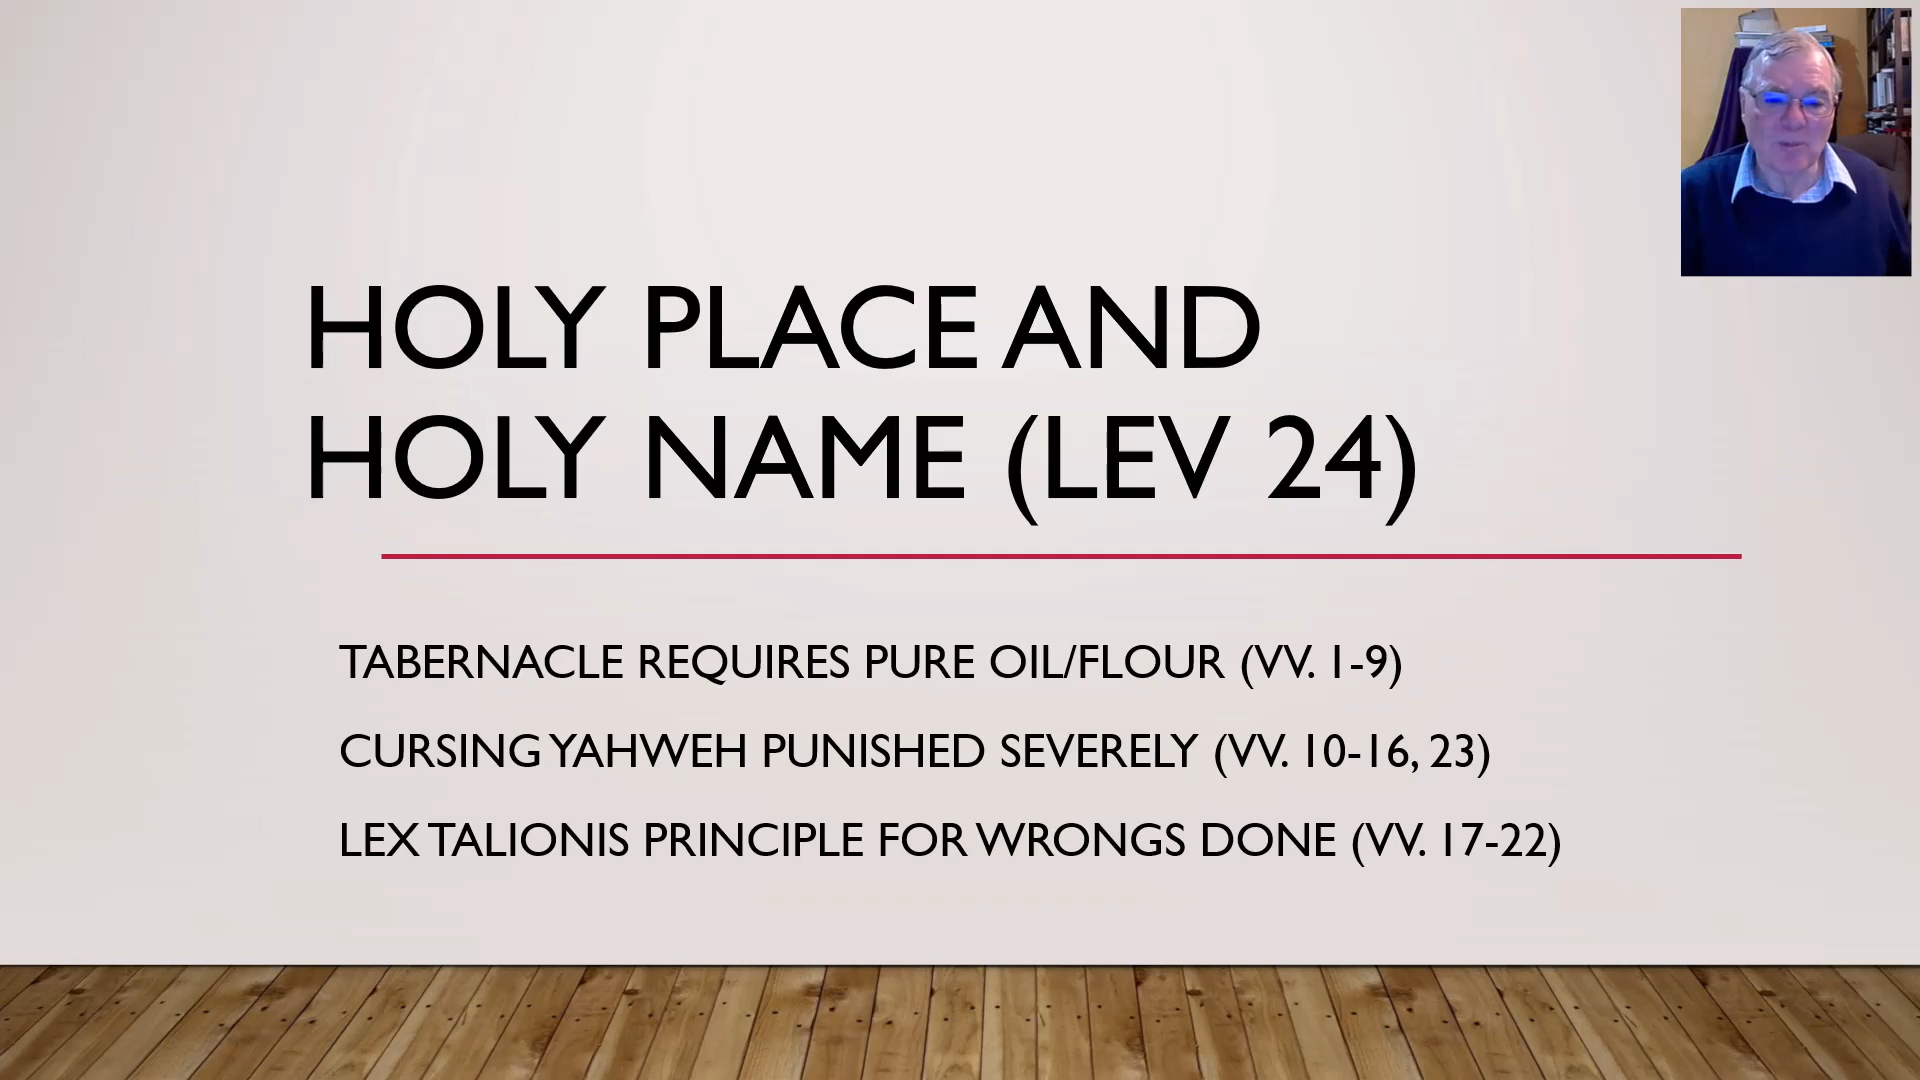 HOLY PLACE AND
HOLY NAME (LEV 24)
TABERNACLE REQUIRES PURE OIL/FLOUR (VV. 1-9)
CURSING YAHWEH PUNISHED SEVERELY (VV. 10-16, 23)
LEX TALIONIS PRINCIPLE FOR WRONGS DONE (VV. 17-22)